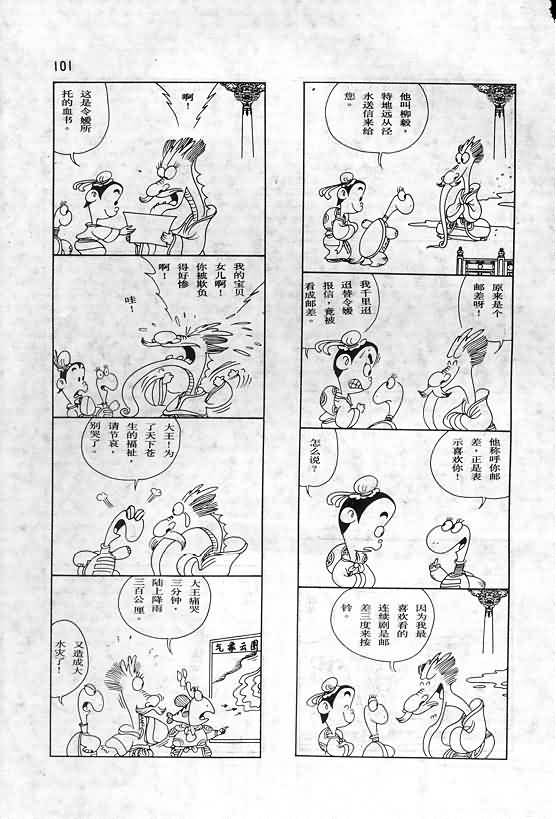 101
他叫柳毅，
特地远从泾
水送信来给
您。
原来是个
邮差呀！
我千里迢
迢替令嫒
报信，竟被
看成邮差。
他称呼你邮
差，正是表
示喜欢你！
怎么说？
因为我最
喜欢看的
连续剧是邮
差三度来按
铃。
啊！
这是令嫒所
托的血书。
我的宝贝
女儿啊！
你被欺负
得好惨
啊！
哇！
大王！为
了天下苍
生的福祉，
请节哀，
别哭了！
大王痛哭
三分钟，
陆上降雨
三百公厘。
气象云图
又造成大
水灾了！